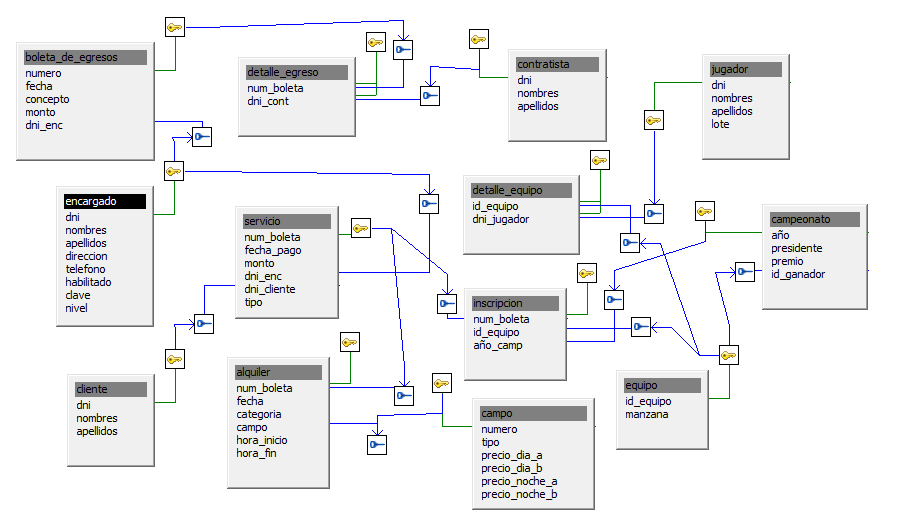 boleta_de_egresos
numero
fecha
concepto
monto
dni_enc
detalle_egreso
num_boleta
dni_cont
contratista
dni
nombres
apellidos
jugador
dni
nombres
apellidos
lote
encargado
dni
nombres
apellidos
direccion
telefono
habilitado
clave
nivel
servicio
num_boleta
fecha_pago
monto
dni_enc
dni_cliente
tipo
detalle_equipo
id_equipo
dni_jugador
campeonato
año
presidente
premio
id_ganador
inscripcion
num_boleta
id_equipo
año_camp
cliente
dni
nombres
apellidos
alquiler
num_boleta
fecha
categoria
campo
hora_inicio
hora_fin
campo
numero
tipo
precio_dia_a
precio_dia_b
precio_noche_a
precio_noche_b
equipo
id_equipo
manzana